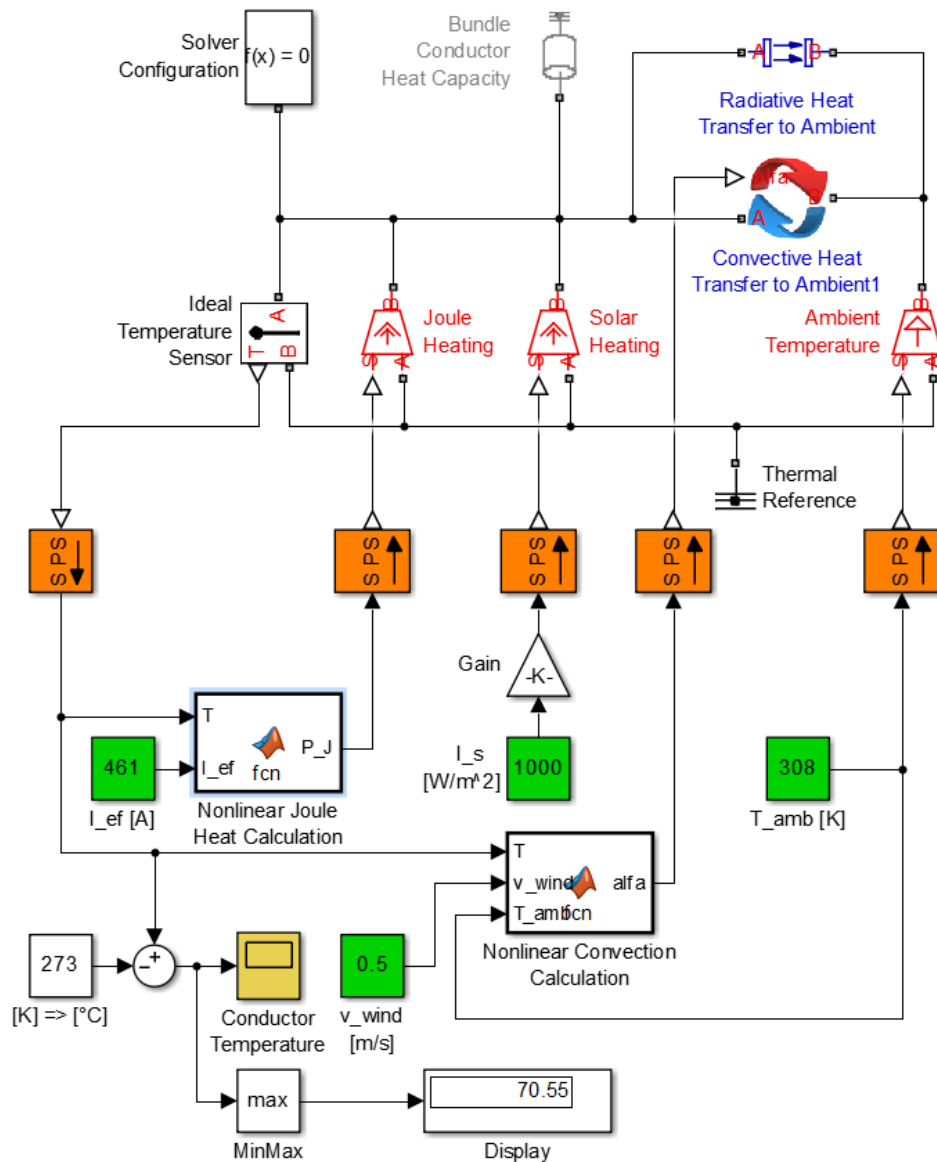 Solver
Configuration
f(x) = 0
Bundle
Conductor
Heat Capacity
A
B
Radiative Heat
Transfer to Ambient
alfa
A
B
Convective Heat
Transfer to Ambient1
Ideal
Temperature
Sensor
A
T
B
B
S
A
Joule
Heating
B
S
A
Solar
Heating
Ambient
Temperature
B
S
A
Thermal
Reference
S PS
S PS
S PS
S PS
S PS
Gain
-K-
T
I_ef
fcn
P_J
Nonlinear Joule
Heat Calculation
461
I_ef [A]
I_s
[W/m^2]
1000
308
T_amb [K]
T
v_wind
T_amb
fcn
alfa
Nonlinear Convection
Calculation
273
[K] => [°C]
Conductor
Temperature
0.5
v_wind
[m/s]
max
MinMax
70.55
Display